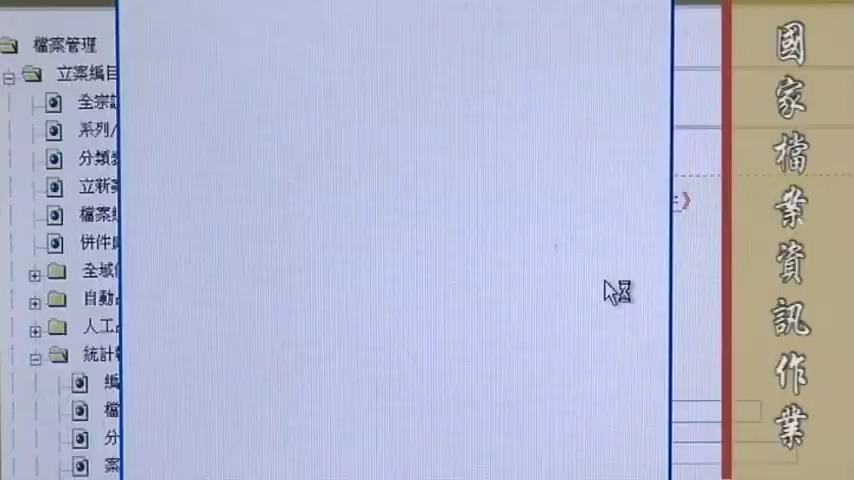 檔案管理
立案編目
全宗
系列/
分類
立新
檔案
併件
全域
自動
人工
統計
編
檔
分
案
國家檔案資訊作業